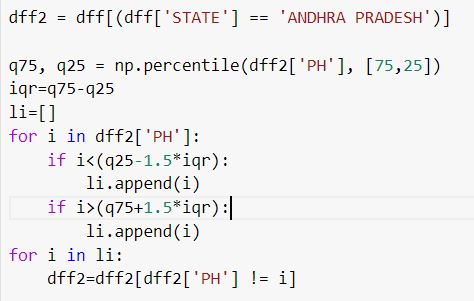 dff2 = dff[(dff['STATE'] == 'ANDHRA PRADESH')]
q75, q25 = np.percentile(dff2['PH'], [75,25])
iqr=q75-q25
li=[]
for i in dff2['PH']:
    if i<(q25-1.5*iqr):
        li.append(i)
    if i>(q75+1.5*iqr):
        li.append(i)
for i in li:
    dff2=dff2[dff2['PH'] != i]